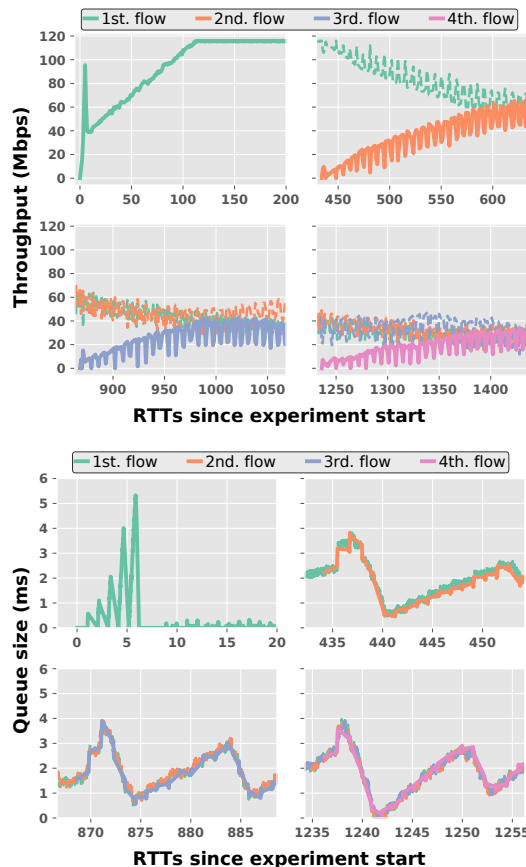 1st. flow 2nd. flow 3rd. flow 4th. flow
120
100
80
60
40
20
0
0 50 100 150 200
450 500 550 600
120
100
80
60
40
20
0
900 950 1000 1050
1250 1300 1350 1400
Throughput (Mbps)
RTTs since experiment start
1st. flow 2nd. flow 3rd. flow 4th. flow
6
5
4
3
2
1
0
0 5 10 15 20
435 440 445 450
6
5
4
3
2
1
0
870 875 880 885
1235 1240 1245 1250 1255
Queue size (ms)
RTTs since experiment start